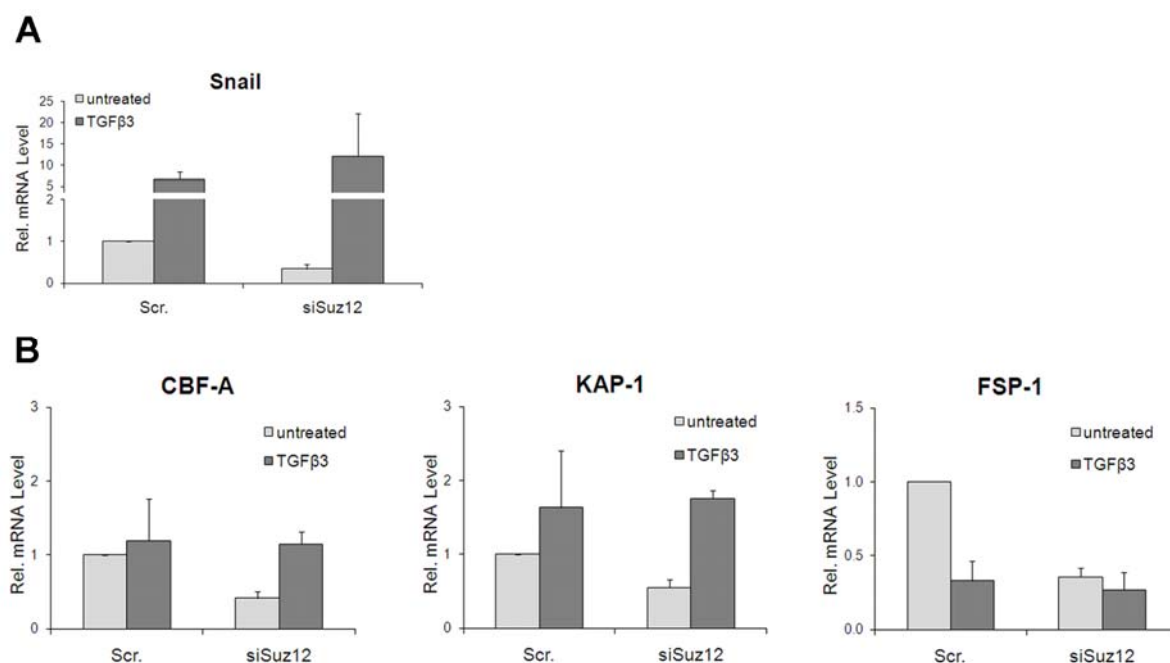 A
Snail
untreated
TGFβ3
Rel. mRNA Level
25
20
15
10
5
2
1
0
Scr. siSuz12
B
CBF-A
untreated
TGFβ3
Rel. mRNA Level
3
2
1
0
Scr. siSuz12
KAP-1
untreated
TGFβ3
Rel. mRNA Level
3
2
1
0
Scr. siSuz12
FSP-1
untreated
TGFβ3
Rel. mRNA Level
1.5
1.0
0.5
0.0
Scr. siSuz12